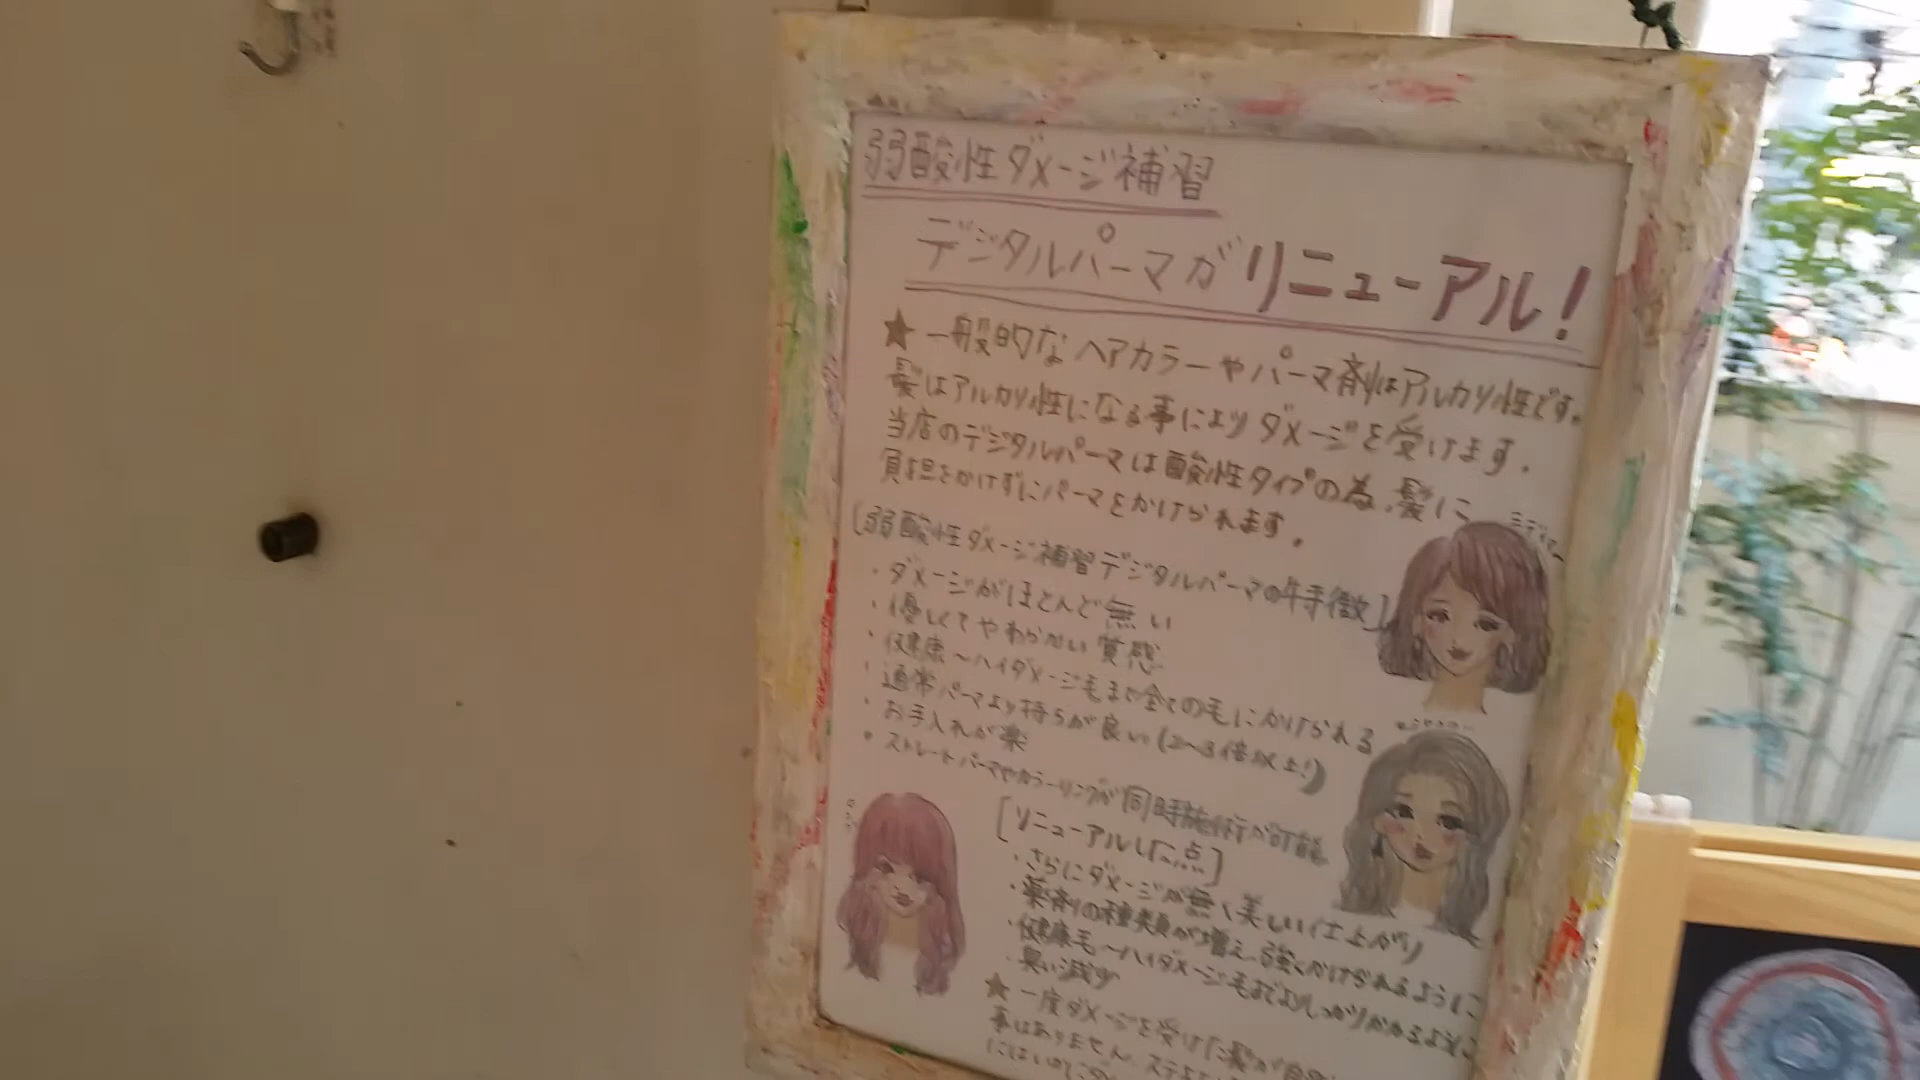 弱酸性ダメージ補習
デジタルパーマがリニューアル!
★一般的なヘアカラーやパーマ剤はアルカリ性です。
髪はアルカリ性になる事によりダメージを受けます。
当店のデジタルパーマは酸性タイプの為、髪に
負担をかけずにパーマをかけられます。
[弱酸性ダメージ補習デジタルパーマの特徴]
・ダメージがほとんど無い
・優しくてやわらかい質感
・健康〜ハイダメージ毛まで全ての毛にかけられる
・通常パーマより持ちが良い(2〜3倍以上!)
・お手入れが楽
・ストレートパーマやカラーリングが同時施術が可能
[リニューアルした点]
・さらにダメージが無く美しい仕上がり
・薬剤の種類が増え、強くかけられるように
・健康毛〜ハイダメージ毛までよりしっかりかかるように
・臭い減少
★一度ダメージを受けた髪が
事はありません。